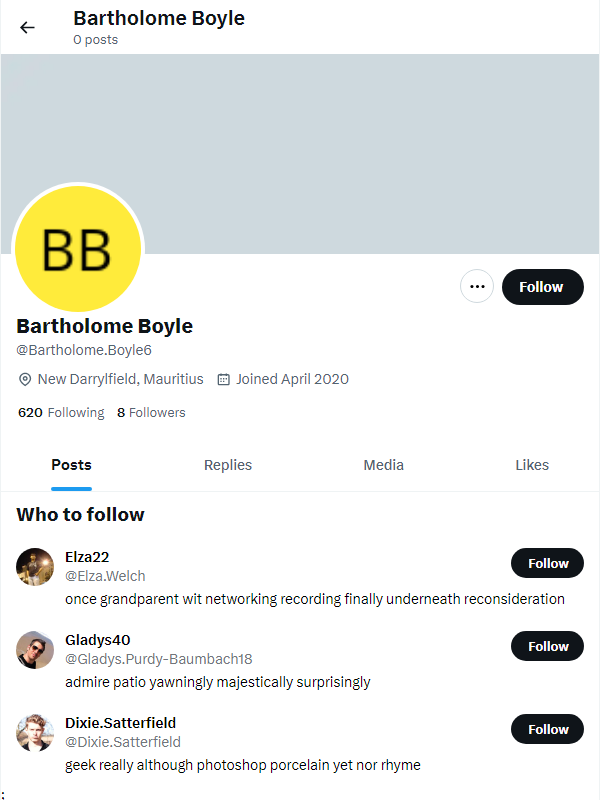 Bartholome Boyle
0 posts
BB
Follow
Bartholome Boyle
@Bartholome.Boyle6
New Darrylfield, Mauritius Joined April 2020
620 Following 8 Followers
Posts Replies Media Likes
Who to follow
Elza22
@Elza.Welch
Follow
once grandparent wit networking recording finally underneath reconsideration
Gladys40
@Gladys.Purdy-Baumbach18
Follow
admire patio yawningly majestically surprisingly
Dixie.Satterfield
@Dixie.Satterfield
Follow
geek really although photoshop porcelain yet nor rhyme
;